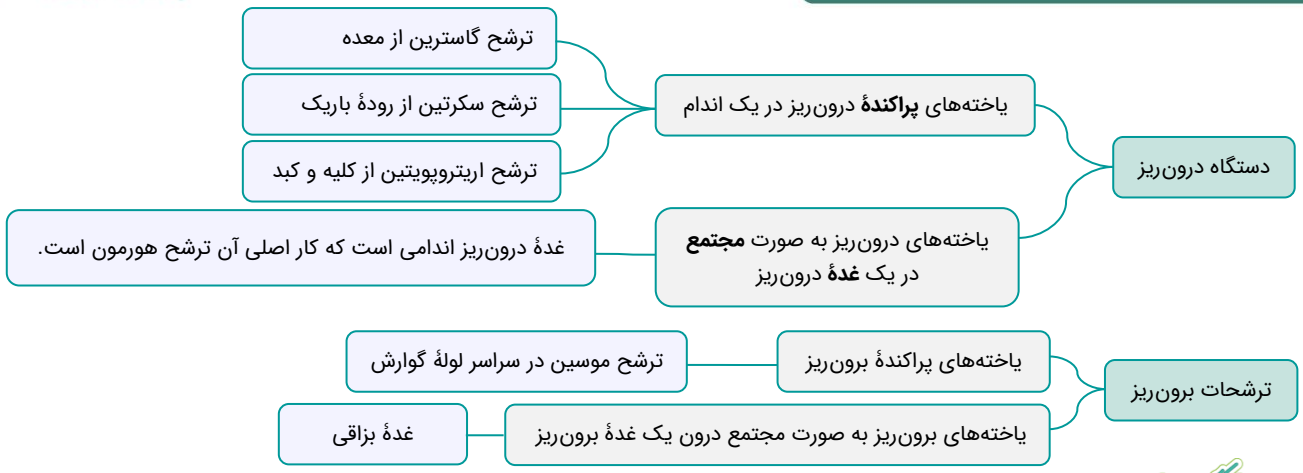 دستگاه درون‌ریز
یاخته‌های پراکندهٔ درون‌ریز در یک اندام
ترشح گاسترین از معده
ترشح سکرتین از رودهٔ باریک
ترشح اریتروپویتین از کلیه و کبد
یاخته‌های درون‌ریز به صورت مجتمع
در یک غدهٔ درون‌ریز
غدهٔ درون‌ریز اندامی است که کار اصلی آن ترشح هورمون است.
ترشحات برون‌ریز
یاخته‌های پراکندهٔ برون‌ریز
ترشح موسین در سراسر لولهٔ گوارش
یاخته‌های برون‌ریز به صورت مجتمع درون یک غدهٔ برون‌ریز
غدهٔ بزاقی